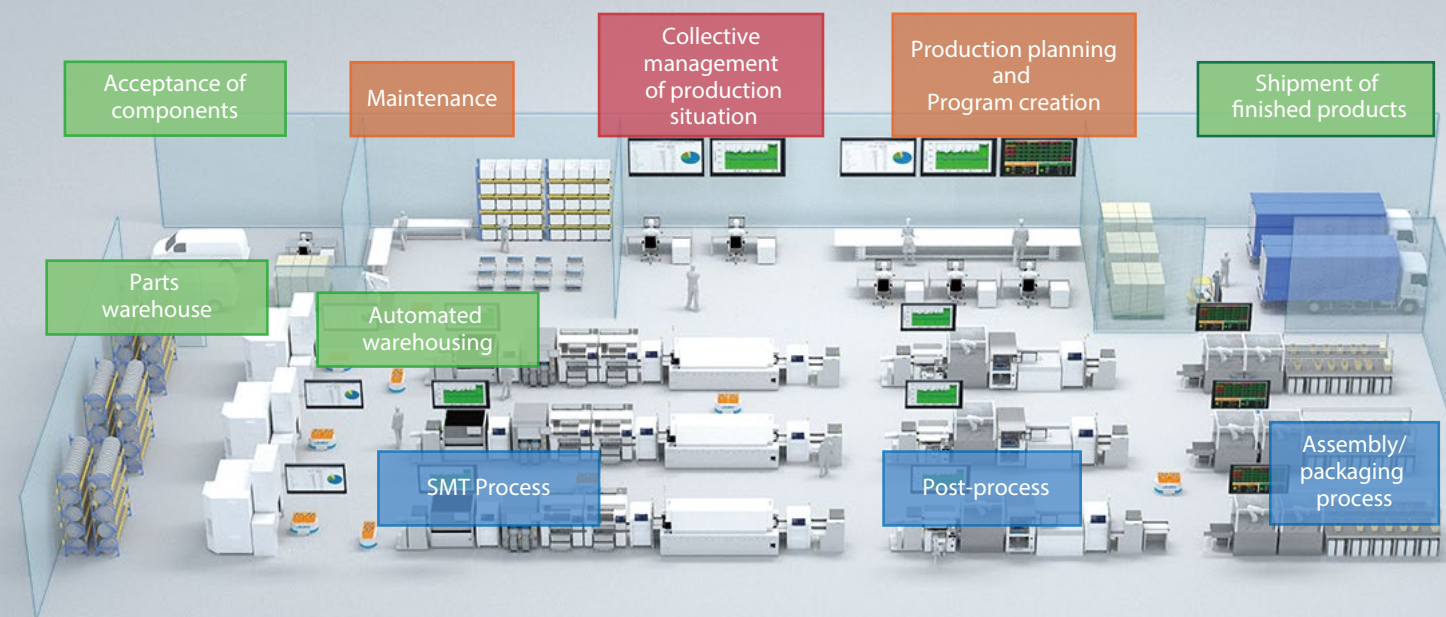 Acceptance of
components
Maintenance
Collective
management
of production
situation
Production planning
and
Program creation
Shipment of
finished products
Parts
warehouse
Automated
warehousing
SMT Process
Post-process
Assembly/
packaging
process